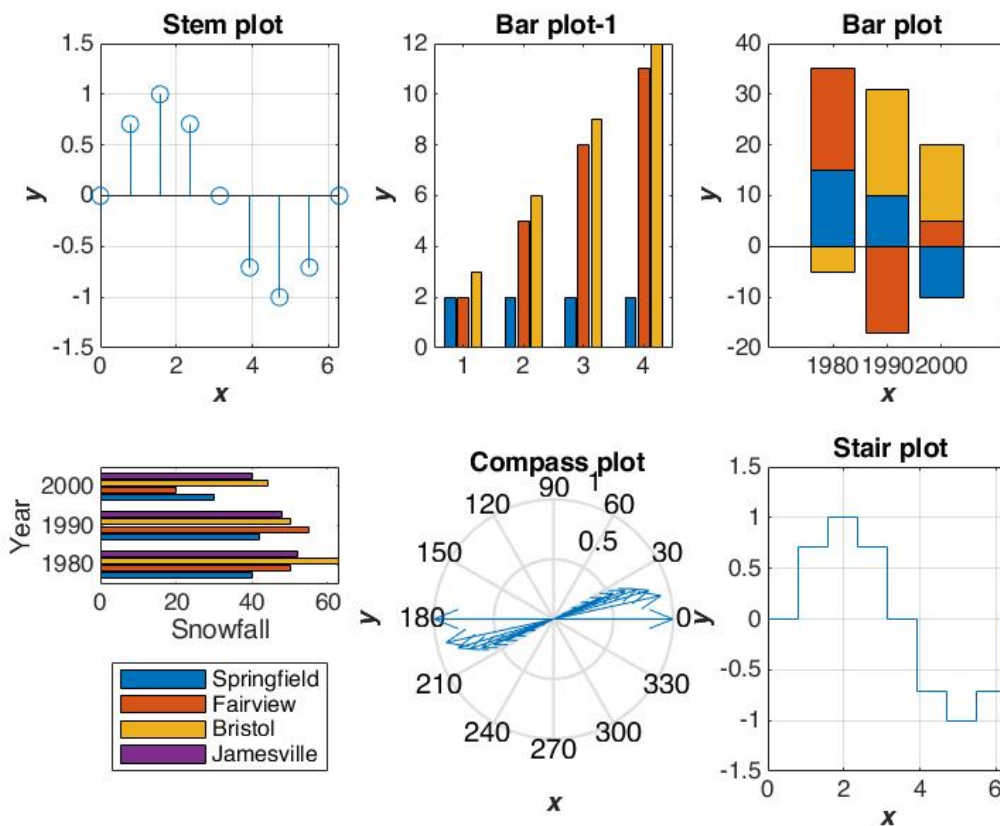 Stem plot
1.5
1
0.5
0
-0.5
-1
-1.5
y
0 2 4 6
x
Bar plot-1
12
10
8
6
4
2
0
y
1 2 3 4
x
Bar plot
40
30
20
10
0
-10
-20
y
1980 1990 2000
x
2000
1990
1980
Year
0 20 40 60
Snowfall
Springfield
Fairview
Bristol
Jamesville
Compass plot
90 1
120 60
0.5
150 30
180 0
210 330
240 300
270
y
x
Stair plot
1.5
1
0.5
0
-0.5
-1
-1.5
y
0 2 4 6
x